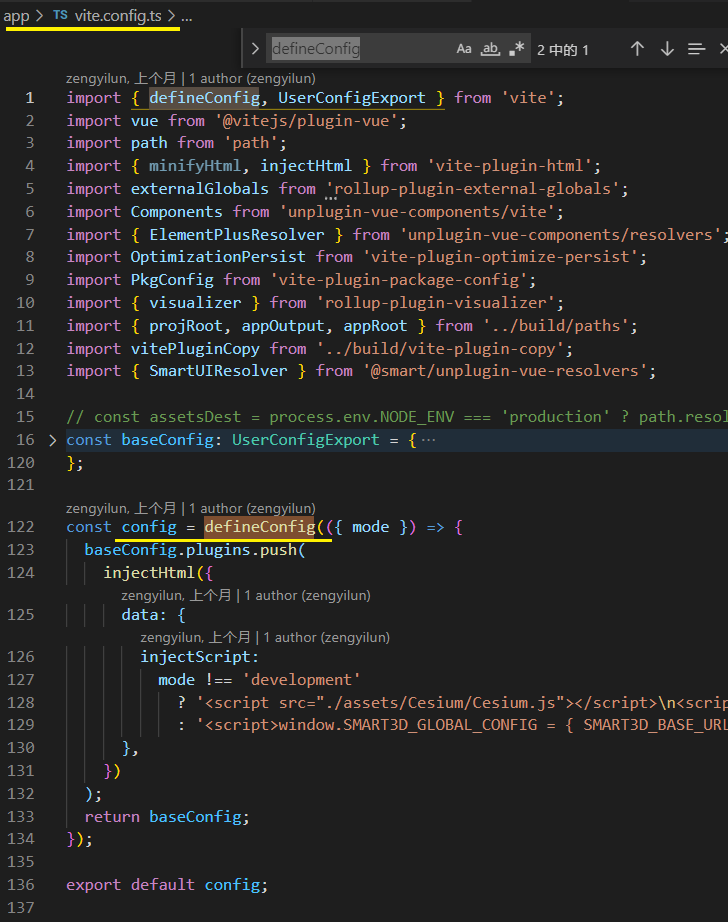 app > TS vite.config.ts > ...
> defineConfig Aa ab .* 2 中的 1
zengyilun, 上个月 | 1 author (zengyilun)
1 import { defineConfig, UserConfigExport } from 'vite';
2 import vue from '@vitejs/plugin-vue';
3 import path from 'path';
4 import { minifyHtml, injectHtml } from 'vite-plugin-html';
5 import externalGlobals from 'rollup-plugin-external-globals';
6 import Components from 'unplugin-vue-components/vite';
7 import { ElementPlusResolver } from 'unplugin-vue-components/resolvers';
8 import OptimizationPersist from 'vite-plugin-optimize-persist';
9 import PkgConfig from 'vite-plugin-package-config';
10 import { visualizer } from 'rollup-plugin-visualizer';
11 import { projRoot, appOutput, appRoot } from '../build/paths';
12 import vitePluginCopy from '../build/vite-plugin-copy';
13 import { SmartUIResolver } from '@smart/unplugin-vue-resolvers';
14
15 // const assetsDest = process.env.NODE_ENV === 'production' ? path.resol
16 > const baseConfig: UserConfigExport = { ...
120 };
121
zengyilun, 上个月 | 1 author (zengyilun)
122 const config = defineConfig(({ mode }) => {
123 baseConfig.plugins.push(
124 injectHtml({
zengyilun, 上个月 | 1 author (zengyilun)
125 data: {
zengyilun, 上个月 | 1 author (zengyilun)
126 injectScript:
127 mode !== 'development'
128 ? '<script src="./assets/Cesium/Cesium.js"></script>\n<scrip
129 : '<script>window.SMART3D_GLOBAL_CONFIG = { SMART3D_BASE_URL
130 },
131 })
132 );
133 return baseConfig;
134 });
135
136 export default config;
137